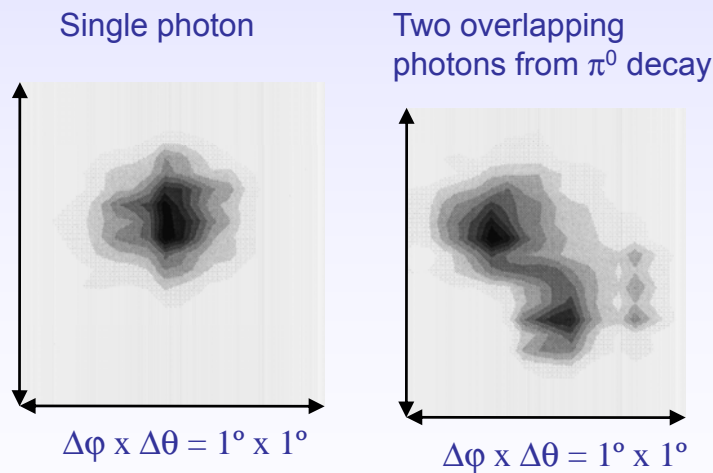 Single photon
Two overlapping
photons from π⁰ decay
Δφ x Δθ = 1º x 1º
Δφ x Δθ = 1º x 1º